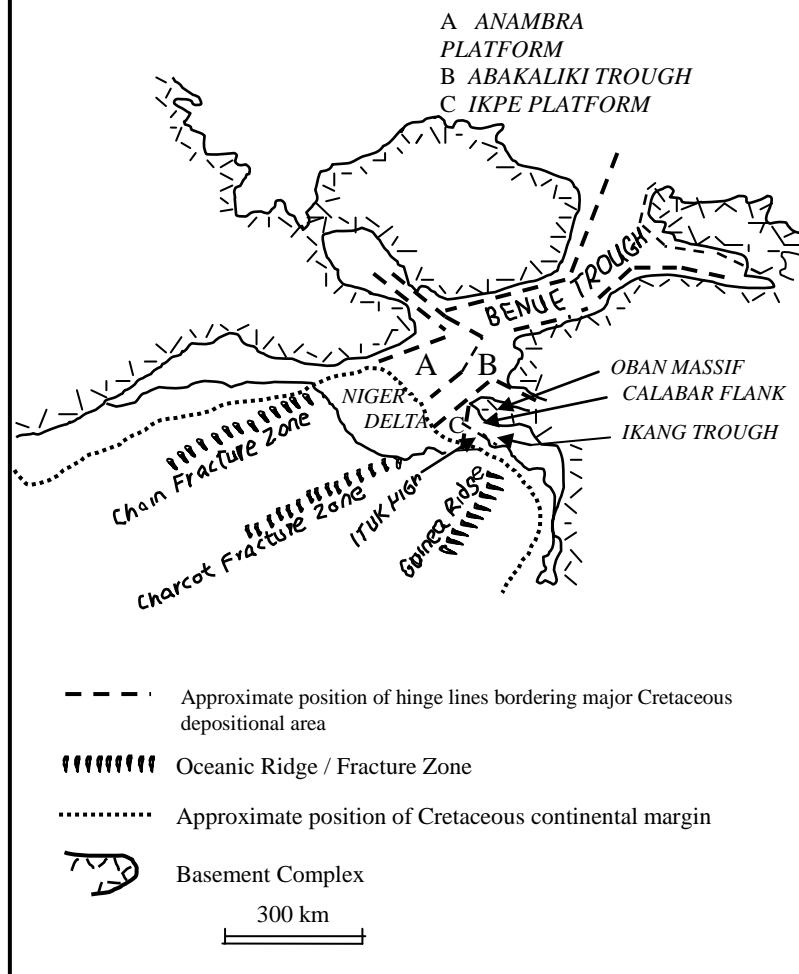 A ANAMBRA
PLATFORM
B ABAKALIKI TROUGH
C IKPE PLATFORM
BENUE TROUGH
A
B
OBAN MASSIF
CALABAR FLANK
NIGER
DELTA
C
IKANG TROUGH
Chain Fracture Zone
Charcot Fracture Zone
ITUK HIGH
Guinea Ridge
Approximate position of hinge lines bordering major Cretaceous
depositional area
Oceanic Ridge / Fracture Zone
Approximate position of Cretaceous continental margin
Basement Complex
300 km